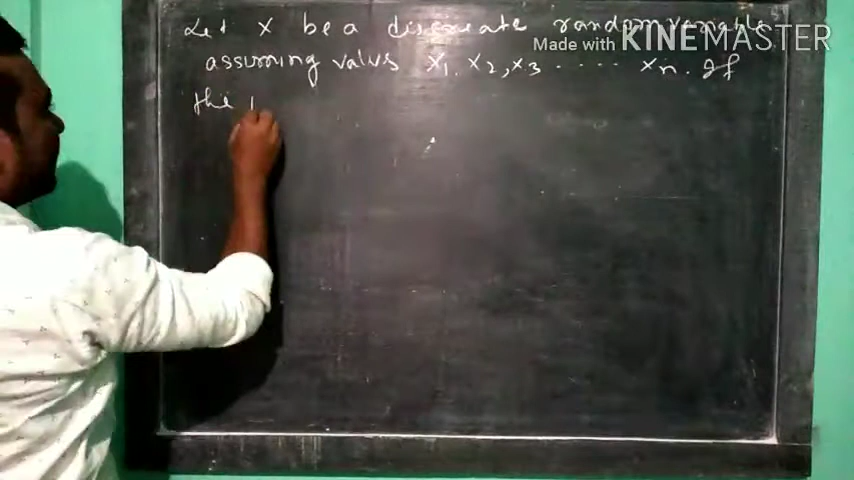 Let X be a discreate random variable
Made with KINEMASTER
assuming valus x1, x2, x3 ..... xn. If
the